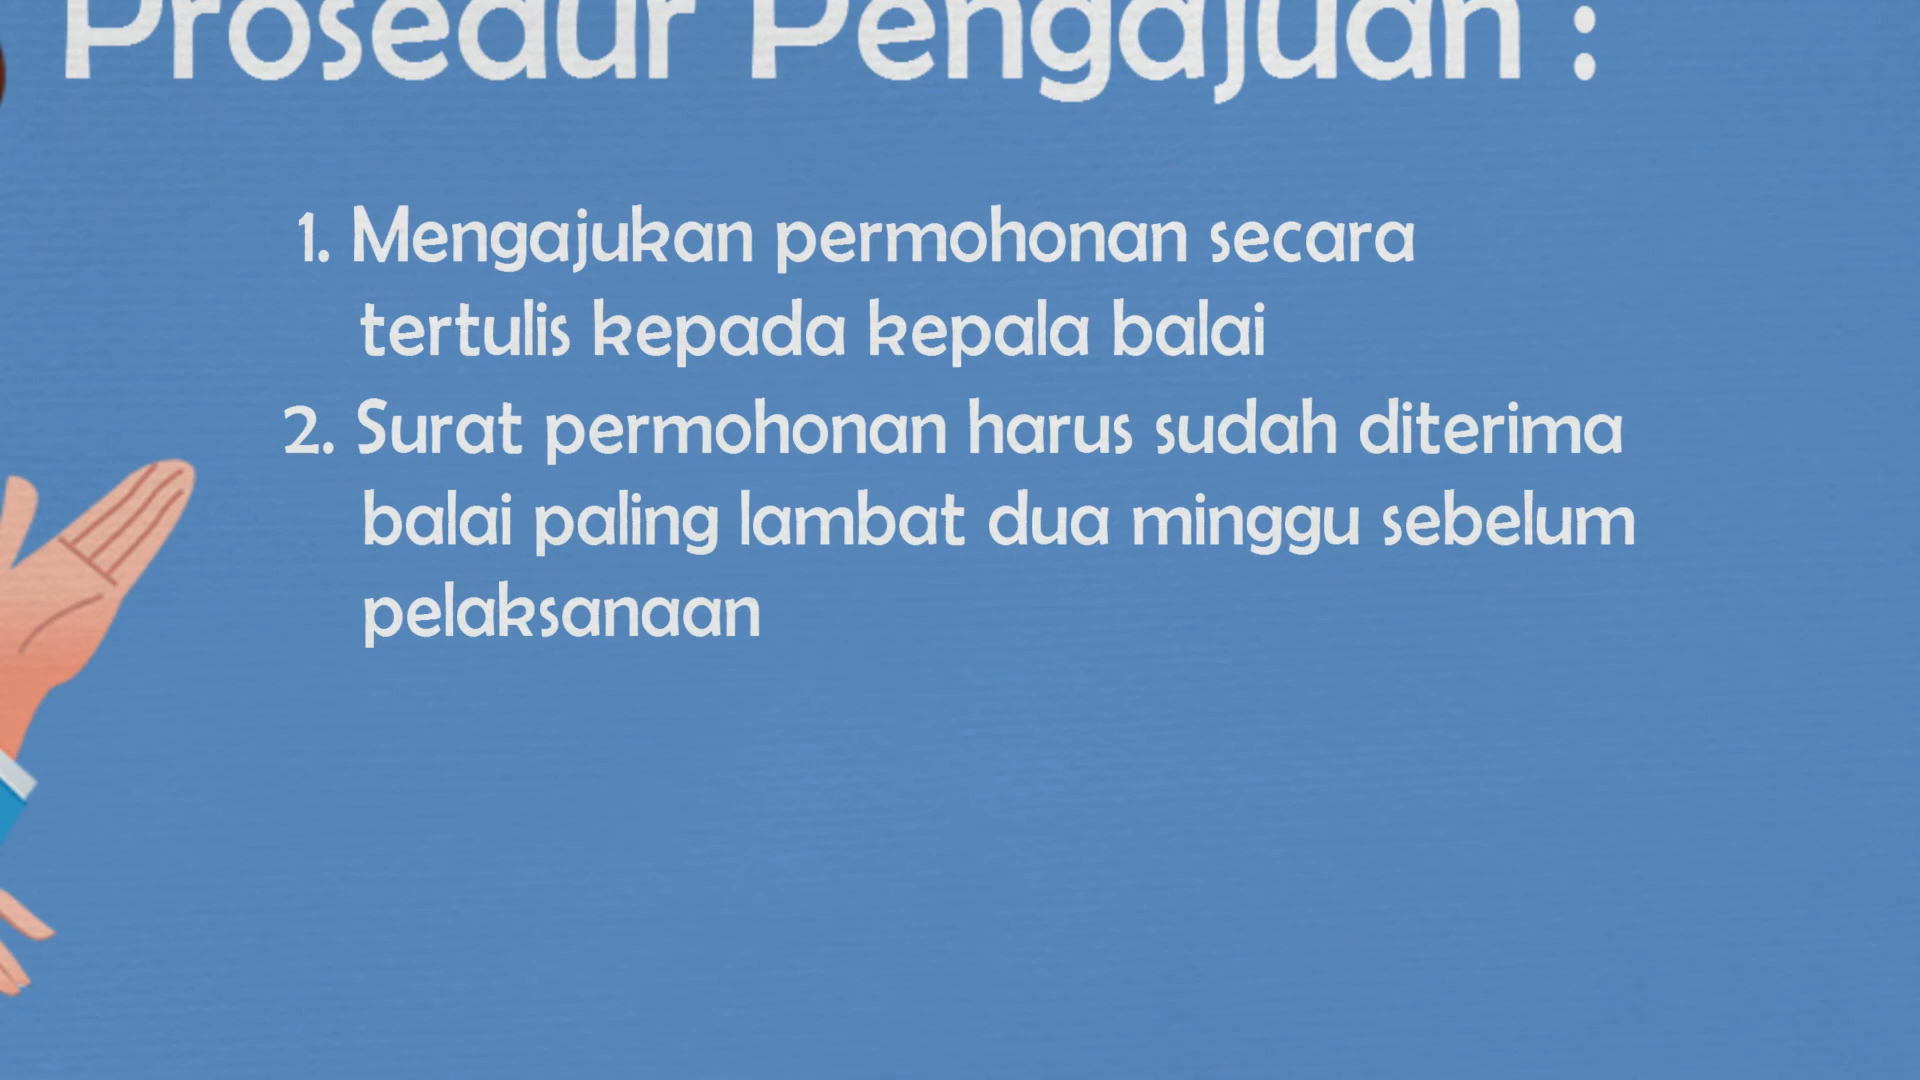 Prosedur Pengajuan :
1. Mengajukan permohonan secara
tertulis kepada kepala balai
2. Surat permohonan harus sudah diterima
balai paling lambat dua minggu sebelum
pelaksanaan